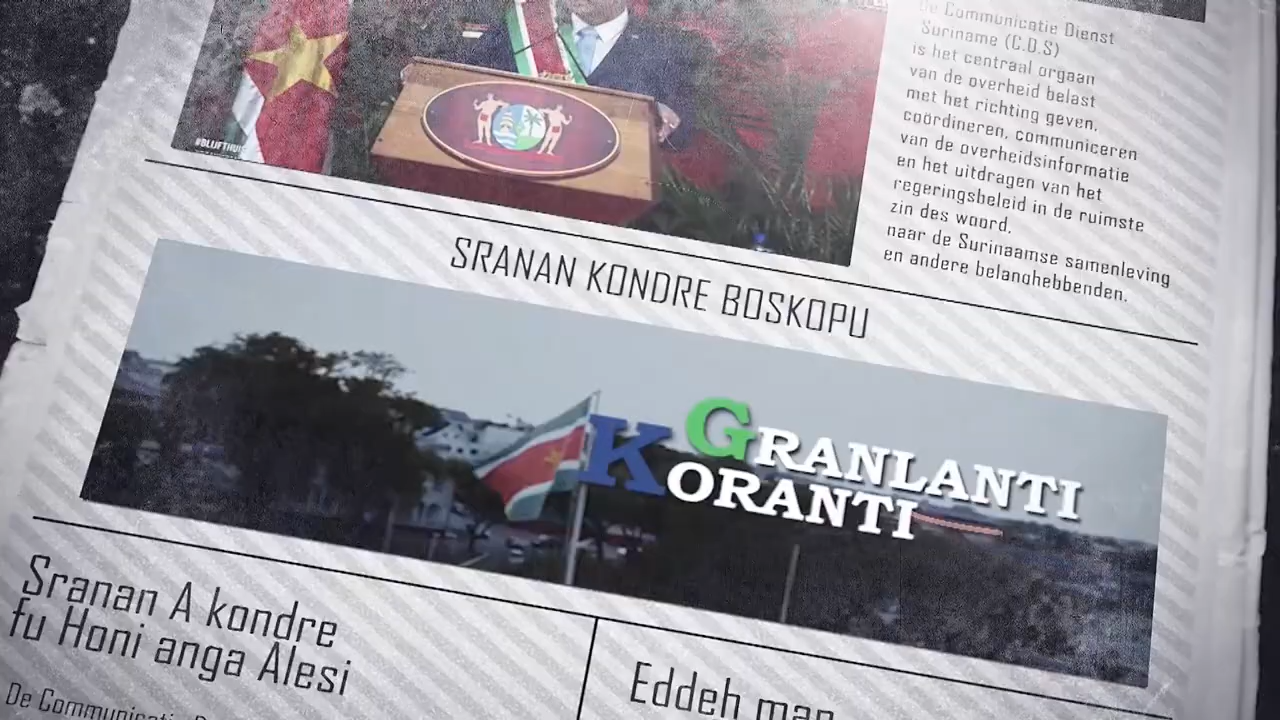 De Communicatie Dienst
Suriname (C.D.S)
is het centraal orgaan
van de overheid belast
met het richting geven,
coördineren, communiceren
van de overheidsinformatie
en het uitdragen van het
regeringsbeleid in de ruimste
zin des woord.
naar de Surinaamse samenleving
en andere belanghebbenden.
SRANAN KONDRE BOSKOPU
GRANLANTI
KORANTI
Sranan A kondre
fu Honi anga Alesi
De
Eddeh man